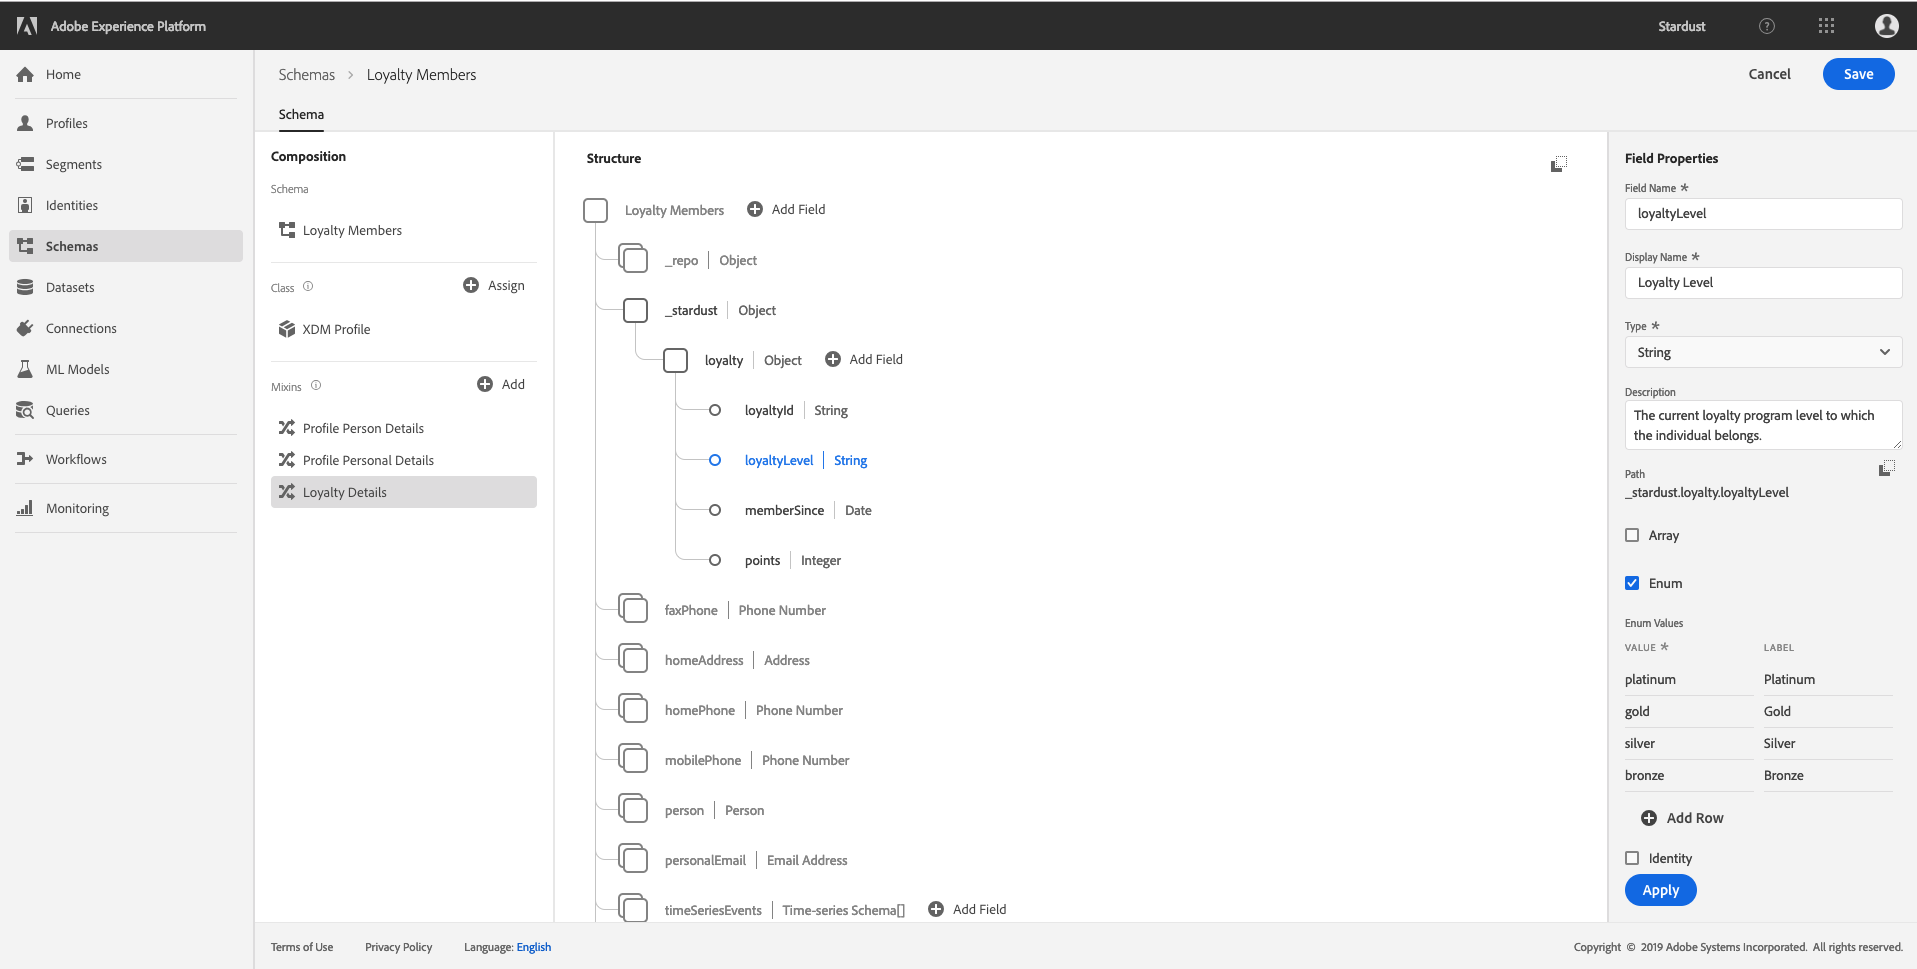 Adobe Experience Platform
Stardust
Home
Profiles
Segments
Identities
Schemas
Datasets
Connections
ML Models
Queries
Workflows
Monitoring
Schemas > Loyalty Members
Cancel
Save
Schema
Composition
Schema
Loyalty Members
Class
Assign
XDM Profile
Mixins
Add
Profile Person Details
Profile Personal Details
Loyalty Details
Structure
Loyalty Members Add Field
_repo | Object
_stardust | Object
loyalty | Object Add Field
loyaltyId | String
loyaltyLevel | String
memberSince | Date
points | Integer
faxPhone | Phone Number
homeAddress | Address
homePhone | Phone Number
mobilePhone | Phone Number
person | Person
personalEmail | Email Address
timeSeriesEvents | Time-series Schema[] Add Field
Field Properties
Field Name *
loyaltyLevel
Display Name *
Loyalty Level
Type *
String
Description
The current loyalty program level to which
the individual belongs.
Path
_stardust.loyalty.loyaltyLevel
Array
Enum
Enum Values
VALUE * LABEL
platinum Platinum
gold Gold
silver Silver
bronze Bronze
Add Row
Identity
Apply
Terms of Use Privacy Policy Language: English
Copyright © 2019 Adobe Systems Incorporated. All rights reserved.